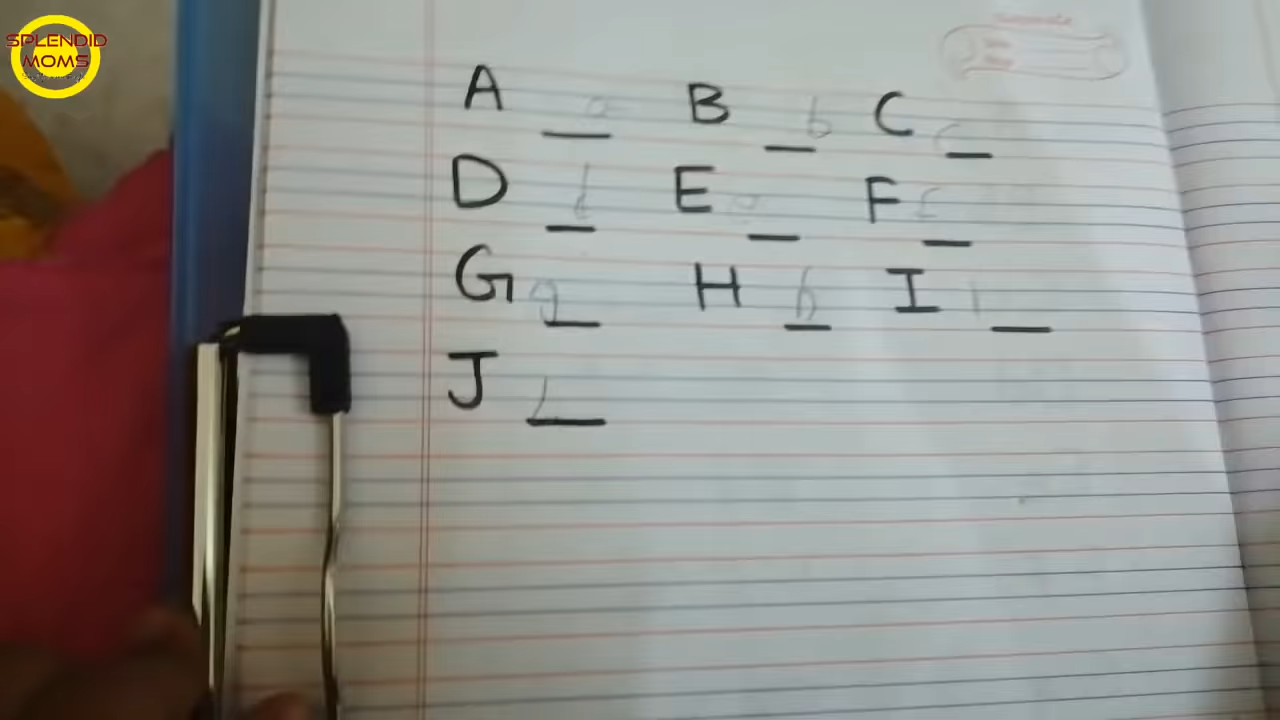 SPLENDID
MOMS
A a B b C c
D d E e F f
G g H h I i
J